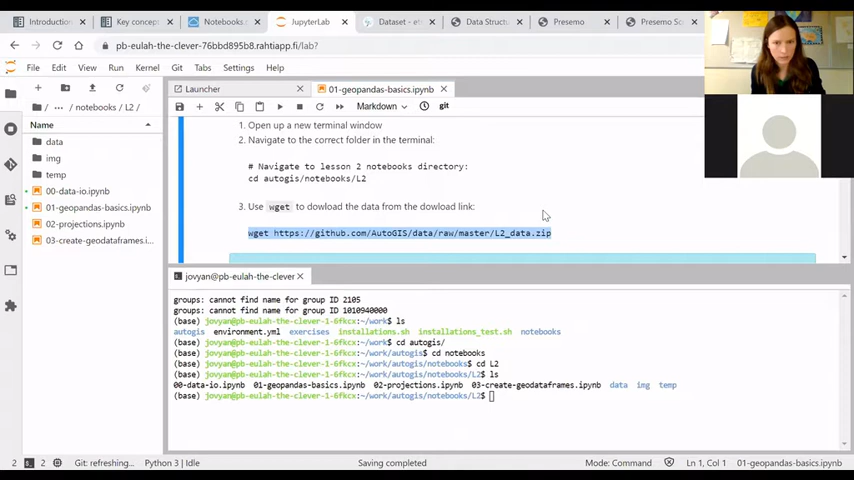 Introduction
Key concep
Notebooks
JupyterLab
Dataset - et
Data Struct
Presemo
Presemo Sc
pb-eulah-the-clever-76bbd895b8.rahtiapp.fi/lab?
File Edit View Run Kernel Git Tabs Settings Help
Launcher
01-geopandas-basics.ipynb
Markdown
git
/ ··· / notebooks / L2 /
Name
data
img
temp
00-data-io.ipynb
01-geopandas-basics.ipynb
02-projections.ipynb
03-create-geodataframes.i...
1. Open up a new terminal window
2. Navigate to the correct folder in the terminal:
# Navigate to lesson 2 notebooks directory:
cd autogis/notebooks/L2
3. Use wget to dowload the data from the dowload link:
wget https://github.com/AutoGIS/data/raw/master/L2_data.zip
jovyan@pb-eulah-the-clever
groups: cannot find name for group ID 2105
groups: cannot find name for group ID 1010940000
(base) jovyan@pb-eulah-the-clever-1-6fkcx:~/work$ ls
autogis environment.yml exercises installations.sh installations_test.sh notebooks
(base) jovyan@pb-eulah-the-clever-1-6fkcx:~/work$ cd autogis/
(base) jovyan@pb-eulah-the-clever-1-6fkcx:~/work/autogis$ cd notebooks
(base) jovyan@pb-eulah-the-clever-1-6fkcx:~/work/autogis/notebooks$ cd L2
(base) jovyan@pb-eulah-the-clever-1-6fkcx:~/work/autogis/notebooks/L2$ ls
00-data-io.ipynb 01-geopandas-basics.ipynb 02-projections.ipynb 03-create-geodataframes.ipynb data img temp
(base) jovyan@pb-eulah-the-clever-1-6fkcx:~/work/autogis/notebooks/L2$
2 2 Git: refreshing... Python 3 | Idle Saving completed Mode: Command Ln 1, Col 1 01-geopandas-basics.ipynb